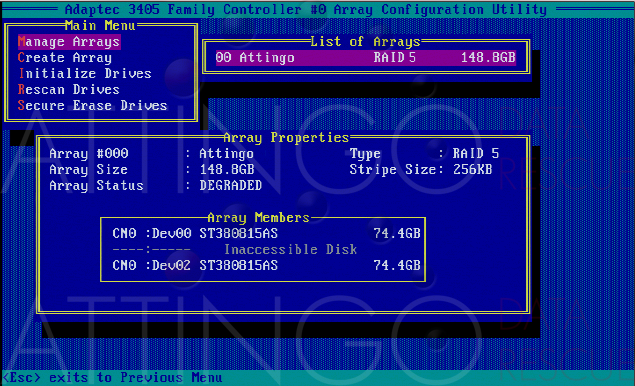 Adaptec 3405 Family Controller #0 Array Configuration Utility
Main Menu
Manage Arrays
Create Array
Initialize Drives
Rescan Drives
Secure Erase Drives
List of Arrays
00 Attingo RAID 5 148.8GB
Array Properties
Array #000 : Attingo Type : RAID 5
Array Size : 148.8GB Stripe Size: 256KB
Array Status : DEGRADED
Array Members
CN0 :Dev00 ST380815AS 74.4GB
----:----- Inaccessible Disk
CN0 :Dev02 ST380815AS 74.4GB
<Esc> exits to Previous Menu
ATTINGO
ATTINGO